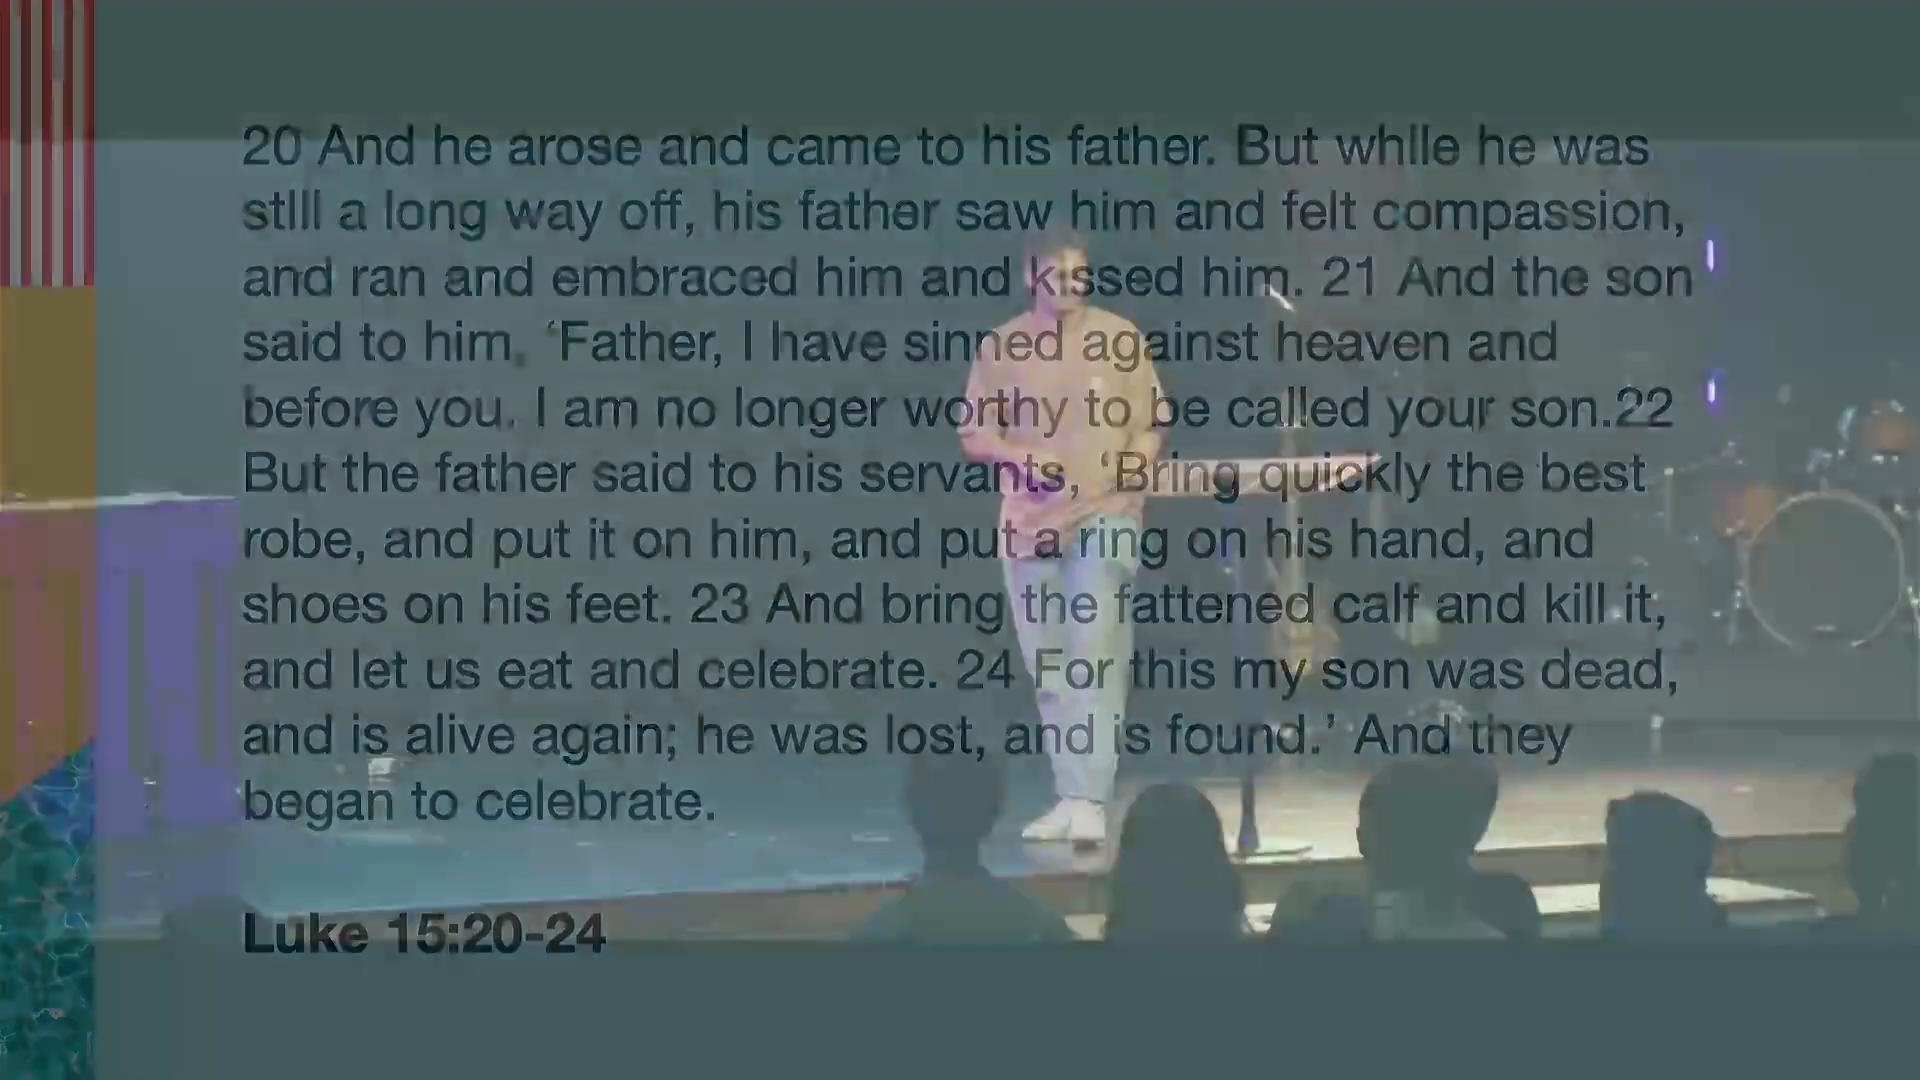 20 And he arose and came to his father. But while he was
still a long way off, his father saw him and felt compassion,
and ran and embraced him and kissed him. 21 And the son
said to him, ‘Father, I have sinned against heaven and
before you. I am no longer worthy to be called your son.22
But the father said to his servants, ‘Bring quickly the best
robe, and put it on him, and put a ring on his hand, and
shoes on his feet. 23 And bring the fattened calf and kill it,
and let us eat and celebrate. 24 For this my son was dead,
and is alive again; he was lost, and is found.’ And they
began to celebrate.
Luke 15:20-24